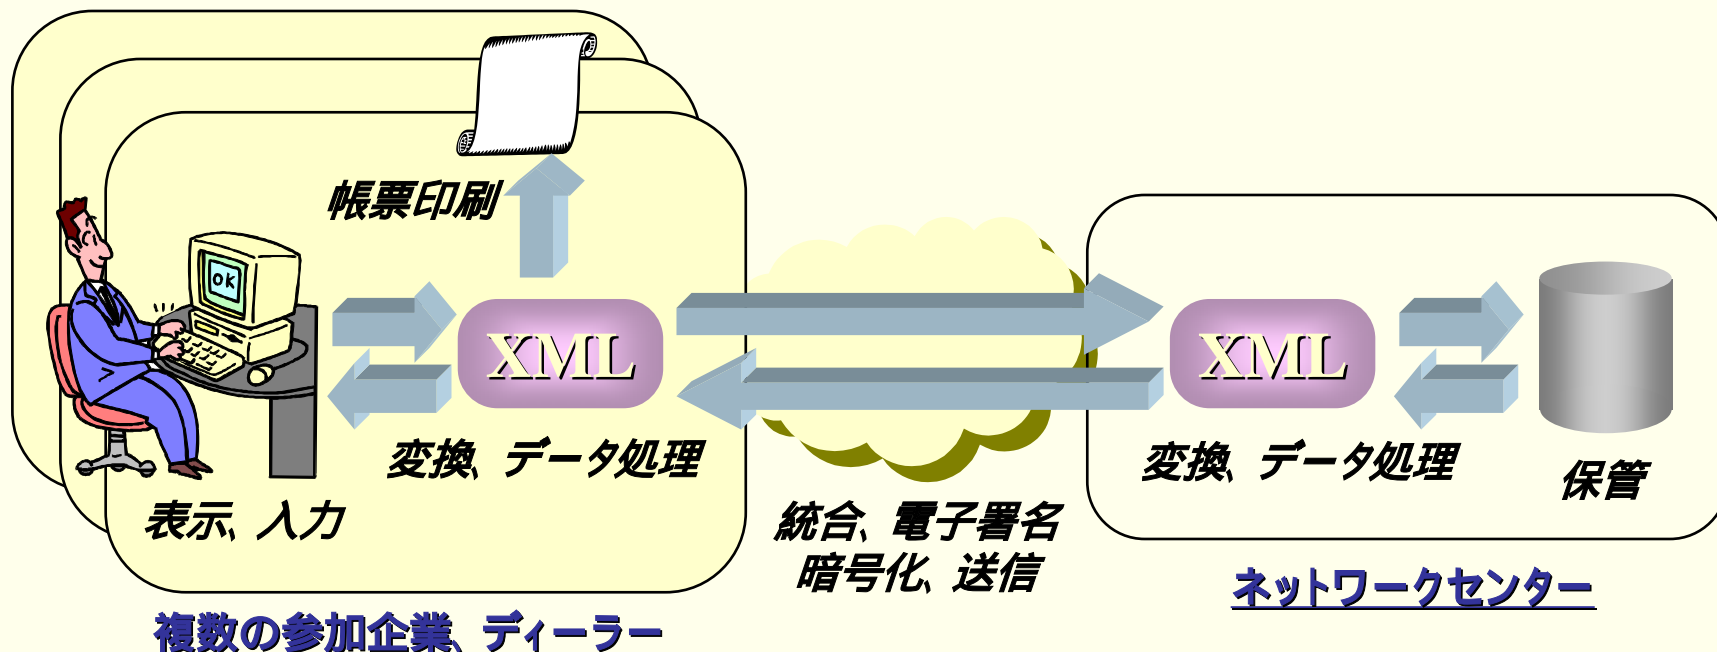 帳票印刷
OK
XML
XML
変換、データ処理
変換、データ処理
保管
表示、入力
統合、電子署名
暗号化、送信
ネットワークセンター
複数の参加企業、ディーラー